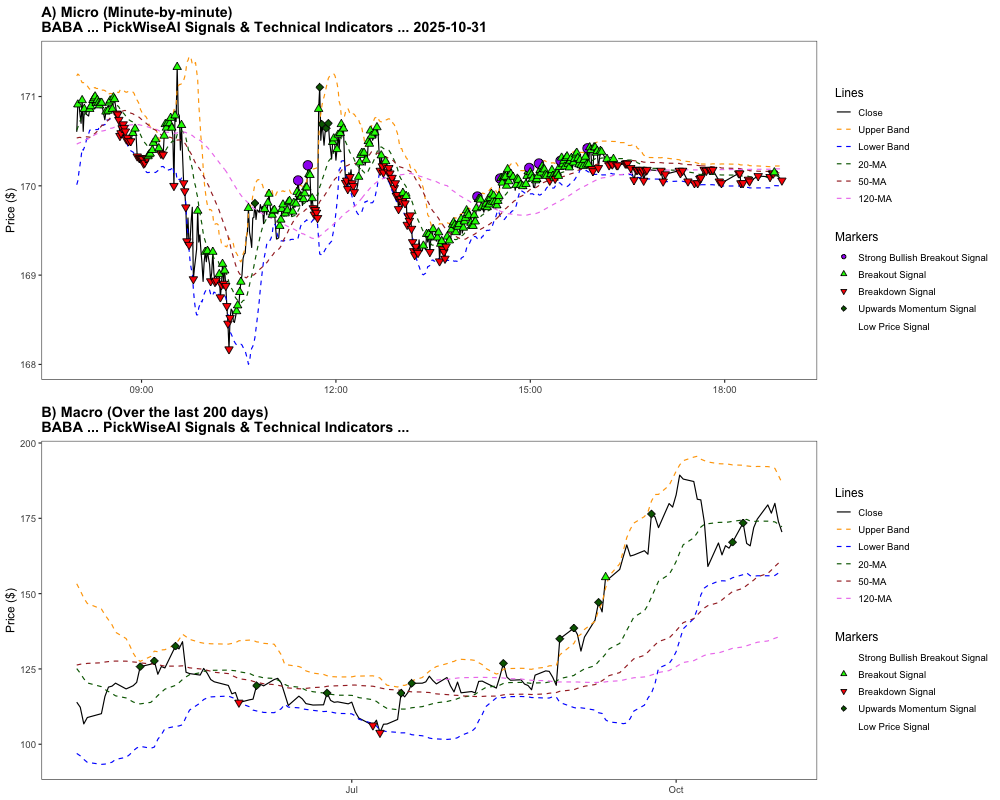 A) Micro (Minute-by-minute)
BABA ... PickWiseAI Signals & Technical Indicators ... 2025-10-31
Price ($)
171
170
169
168
09:00
12:00
15:00
18:00
Lines
Close
Upper Band
Lower Band
20-MA
50-MA
120-MA
Markers
Strong Bullish Breakout Signal
Breakout Signal
Breakdown Signal
Upwards Momentum Signal
Low Price Signal
B) Macro (Over the last 200 days)
BABA ... PickWiseAI Signals & Technical Indicators ...
Price ($)
200
175
150
125
100
Jul
Oct
Lines
Close
Upper Band
Lower Band
20-MA
50-MA
120-MA
Markers
Strong Bullish Breakout Signal
Breakout Signal
Breakdown Signal
Upwards Momentum Signal
Low Price Signal